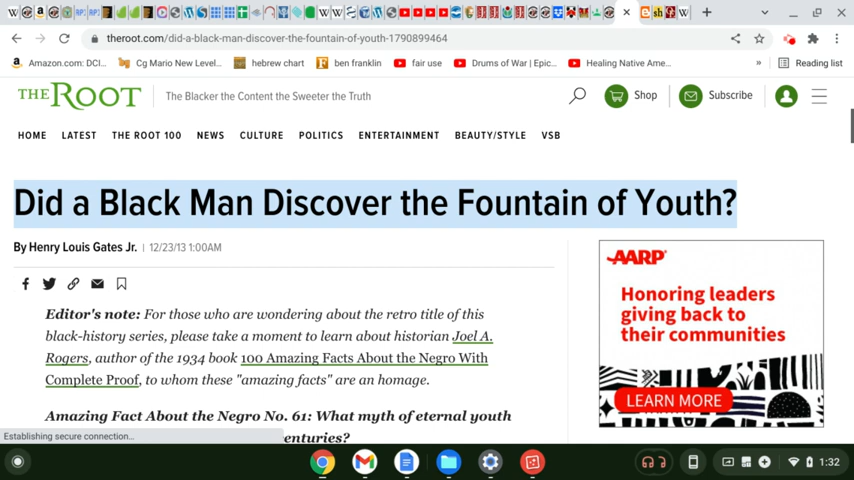 theroot.com/did-a-black-man-discover-the-fountain-of-youth-1790899464
Amazon.com: DCI...
Cg Mario New Level...
hebrew chart
ben franklin
fair use
Drums of War | Epic...
Healing Native Ame...
»
Reading list
THE ROOT
The Blacker the Content the Sweeter the Truth
Shop
Subscribe
HOME LATEST THE ROOT 100 NEWS CULTURE POLITICS ENTERTAINMENT BEAUTY/STYLE VSB
Did a Black Man Discover the Fountain of Youth?
By Henry Louis Gates Jr. | 12/23/13 1:00AM
Editor's note: For those who are wondering about the retro title of this
black-history series, please take a moment to learn about historian Joel A.
Rogers, author of the 1934 book 100 Amazing Facts About the Negro With
Complete Proof, to whom these "amazing facts" are an homage.
Amazing Fact About the Negro No. 61: What myth of eternal youth
enturies?
AARP
Honoring leaders
giving back to
their communities
LEARN MORE
Establishing secure connection...
1:32